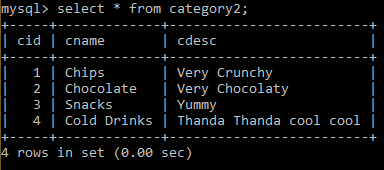 mysql> select * from category2;
+-----+-------------+-------------------------+
| cid | cname       | cdesc                   |
+-----+-------------+-------------------------+
|   1 | Chips       | Very Crunchy            |
|   2 | Chocolate   | Very Chocolaty          |
|   3 | Snacks      | Yummy                   |
|   4 | Cold Drinks | Thanda Thanda cool cool |
+-----+-------------+-------------------------+
4 rows in set (0.00 sec)